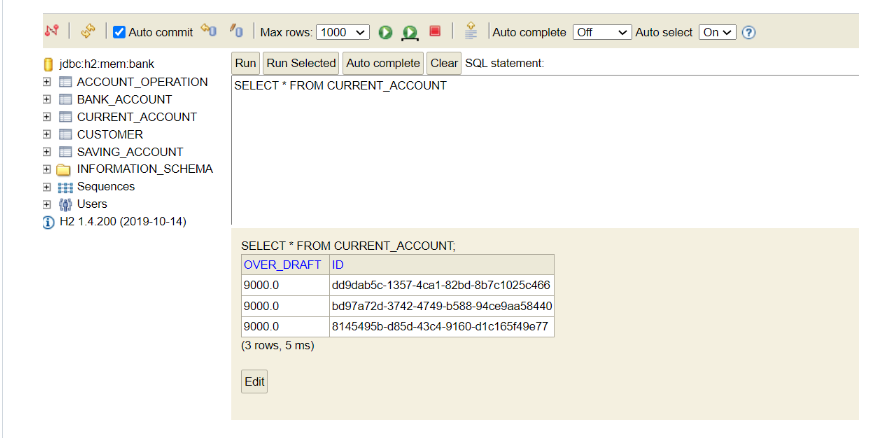 Auto commit Max rows: 1000 Auto complete Off Auto select On ?
jdbc:h2:mem:bank
ACCOUNT_OPERATION
BANK_ACCOUNT
CURRENT_ACCOUNT
CUSTOMER
SAVING_ACCOUNT
INFORMATION_SCHEMA
Sequences
Users
H2 1.4.200 (2019-10-14)
Run Run Selected Auto complete Clear SQL statement:
SELECT * FROM CURRENT_ACCOUNT
SELECT * FROM CURRENT_ACCOUNT;
OVER_DRAFT ID
9000.0 dd9dab5c-1357-4ca1-82bd-8b7c1025c466
9000.0 bd97a72d-3742-4749-b588-94ce9aa58440
9000.0 8145495b-d85d-43c4-9160-d1c165f49e77
(3 rows, 5 ms)
Edit